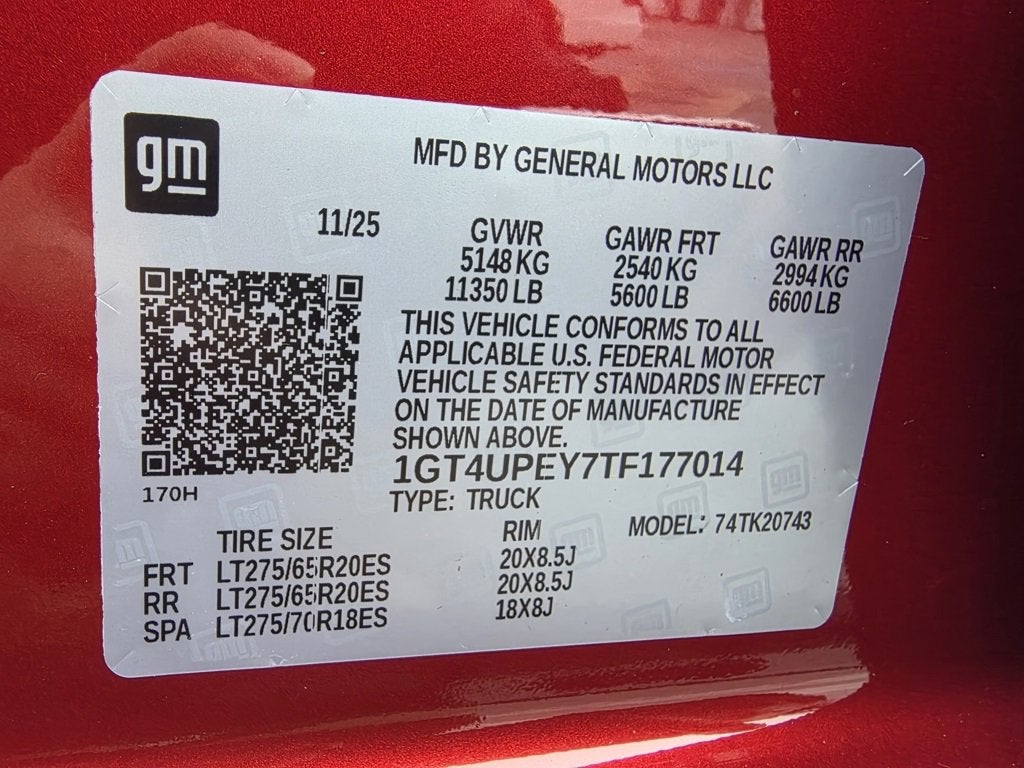 gm
MFD BY GENERAL MOTORS LLC
11/25 GVWR GAWR FRT GAWR RR
5148 KG 2540 KG 2994 KG
11350 LB 5600 LB 6600 LB
THIS VEHICLE CONFORMS TO ALL
APPLICABLE U.S. FEDERAL MOTOR
VEHICLE SAFETY STANDARDS IN EFFECT
ON THE DATE OF MANUFACTURE
SHOWN ABOVE.
1GT4UPEY7TF177014
170H
TYPE: TRUCK MODEL: 74TK20743
TIRE SIZE RIM
FRT LT275/65R20ES 20X8.5J
RR LT275/65R20ES 20X8.5J
SPA LT275/70R18ES 18X8J